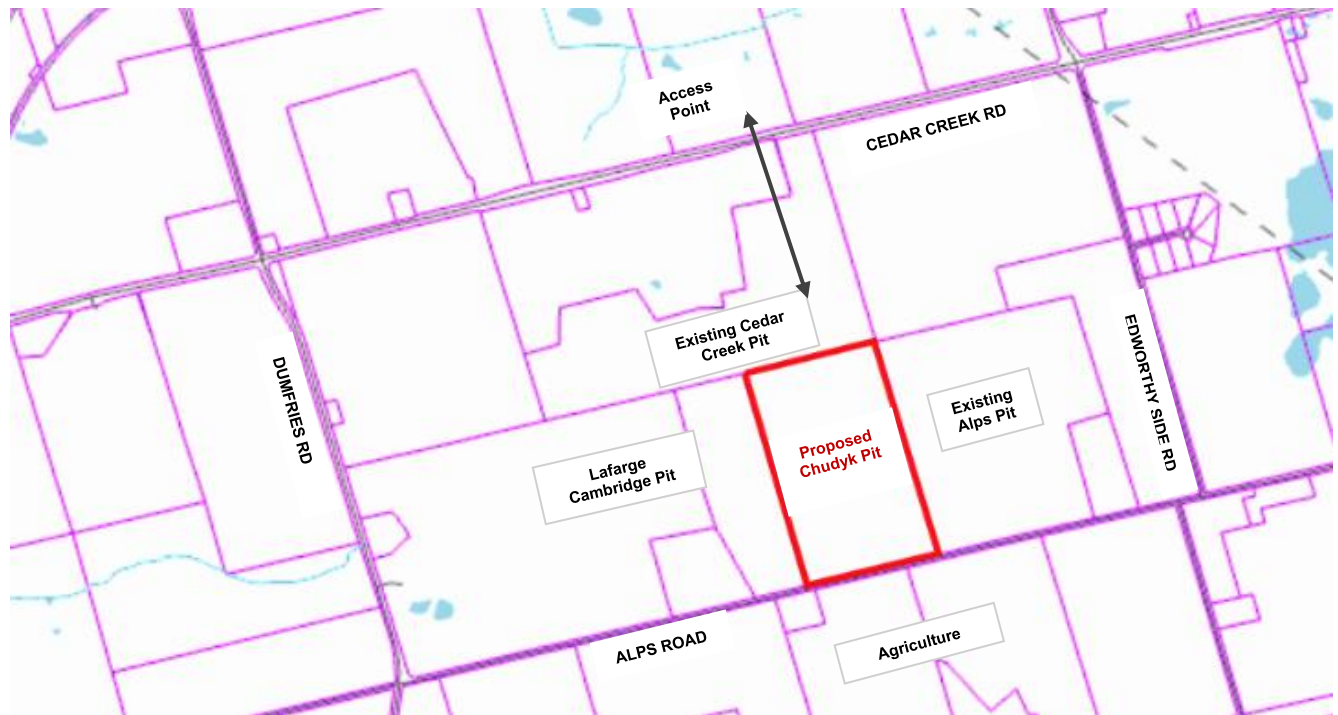 Access
Point
CEDAR CREEK RD
Existing Cedar
Creek Pit
DUMFRIES RD
EDWORTHY SIDE RD
Existing
Alps Pit
Proposed
Chudyk Pit
Lafarge
Cambridge Pit
ALPS ROAD
Agriculture